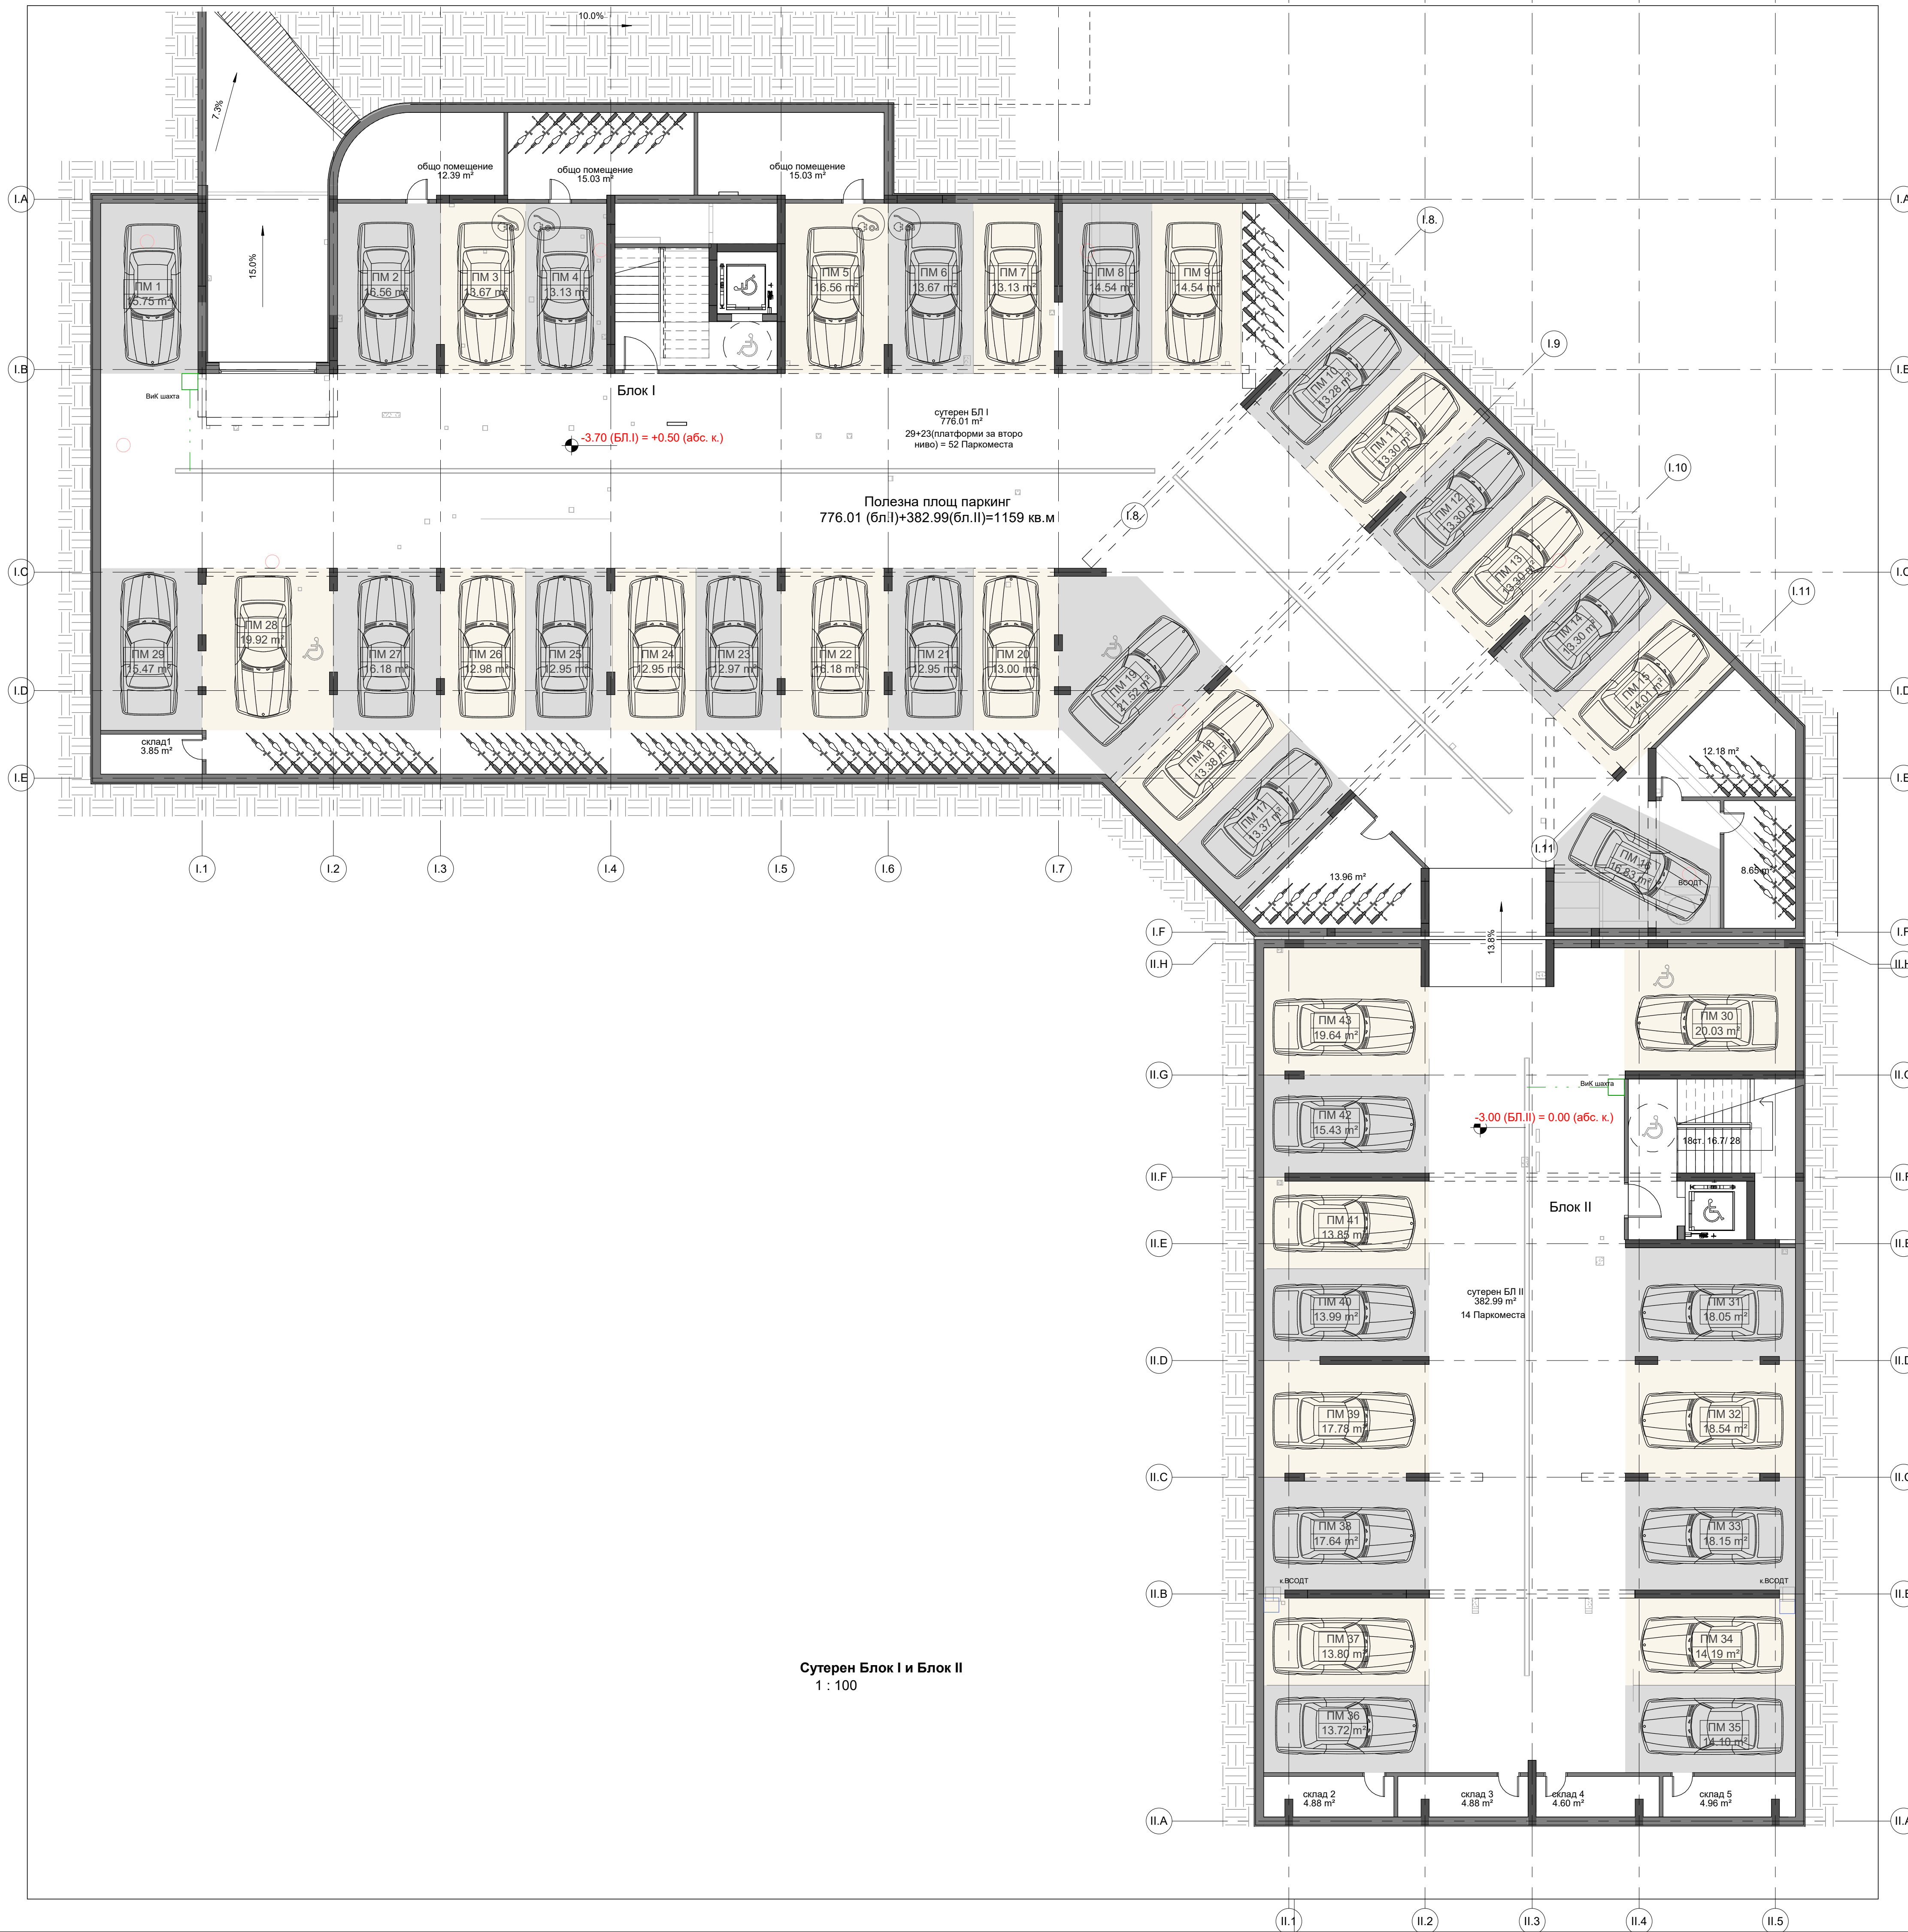 10.0%
7.3%
общо помещение
12.39 m²
общо помещение
15.03 m²
общо помещение
15.03 m²
I.A
I.A
15.0%
I.8.
ПМ 1
15.75 m²
ПМ 2
16.56 m²
ПМ 3
13.67 m²
ПМ 4
13.13 m²
ПМ 5
16.56 m²
ПМ 6
13.67 m²
ПМ 7
13.13 m²
ПМ 8
14.54 m²
ПМ 9
14.54 m²
I.9
I.B
I.B
ПМ 10
13.28 m²
ВиК шахта
Блок I
сутерен БЛ I
776.01 m²
29+23(платформи за второ
ниво) = 52 Паркоместа
-3.70 (БЛ.I) = +0.50 (абс. к.)
ПМ 11
13.30 m²
I.10
Полезна площ паркинг
776.01 (бл.I)+382.99(бл.II)=1159 кв.м
I.8.
ПМ 12
13.30 m²
I.C
I.C
ПМ 13
13.30 m²
I.11
ПМ 14
13.30 m²
ПМ 29
15.47 m²
ПМ 28
19.92 m²
ПМ 27
16.18 m²
ПМ 26
12.98 m²
ПМ 25
12.95 m²
ПМ 24
12.95 m²
ПМ 23
12.97 m²
ПМ 22
16.18 m²
ПМ 21
12.95 m²
ПМ 20
13.00 m²
ПМ 19
21.52 m²
ПМ 15
14.01 m²
I.D
I.D
склад1
3.85 m²
ПМ 18
13.38 m²
12.18 m²
I.E
I.E
ПМ 17
13.37 m²
I.11
ПМ 16
16.83 m²
ВСОДТ
8.65 m²
13.96 m²
I.1
I.2
I.3
I.4
I.5
I.6
I.7
I.F
I.F
13.8%
II.H
II.H
ПМ 43
19.64 m²
ПМ 30
20.03 m²
II.G
II.G
ВиК шахта
ПМ 42
15.43 m²
-3.00 (БЛ.II) = 0.00 (абс. к.)
18ст. 16.7/ 28
II.F
II.F
Блок II
ПМ 41
13.85 m²
II.E
II.E
сутерен БЛ II
382.99 m²
14 Паркоместа
ПМ 40
13.99 m²
ПМ 31
18.05 m²
II.D
II.D
ПМ 39
17.78 m²
ПМ 32
18.54 m²
II.C
II.C
ПМ 38
17.64 m²
ПМ 33
18.15 m²
к.ВСОДТ
к.ВСОДТ
II.B
II.B
ПМ 37
13.80 m²
ПМ 34
14.19 m²
Сутерен Блок I и Блок II
1 : 100
ПМ 36
13.72 m²
ПМ 35
14.10 m²
склад 2
4.88 m²
склад 3
4.88 m²
склад 4
4.60 m²
склад 5
4.96 m²
II.A
II.A
II.1
II.2
II.3
II.4
II.5